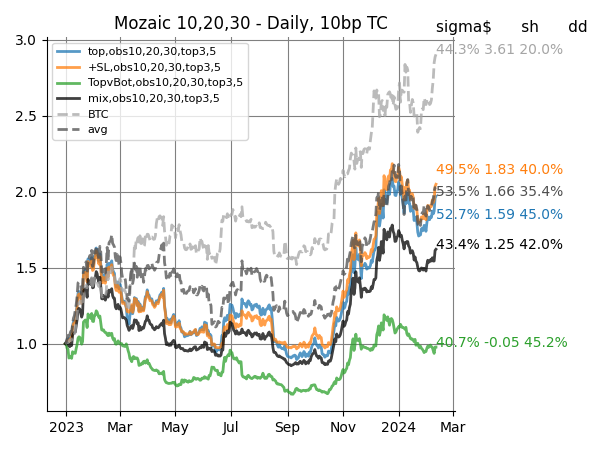 Mozaic 10,20,30 - Daily, 10bp TC
sigma$ sh dd
3.0
2.5
2.0
1.5
1.0
top,obs10,20,30,top3,5
+SL,obs10,20,30,top3,5
TopvBot,obs10,20,30,top3,5
mix,obs10,20,30,top3,5
BTC
avg
44.3% 3.61 20.0%
49.5% 1.83 40.0%
53.5% 1.66 35.4%
52.7% 1.59 45.0%
43.4% 1.25 42.0%
40.7% -0.05 45.2%
2023 Mar May Jul Sep Nov 2024 Mar